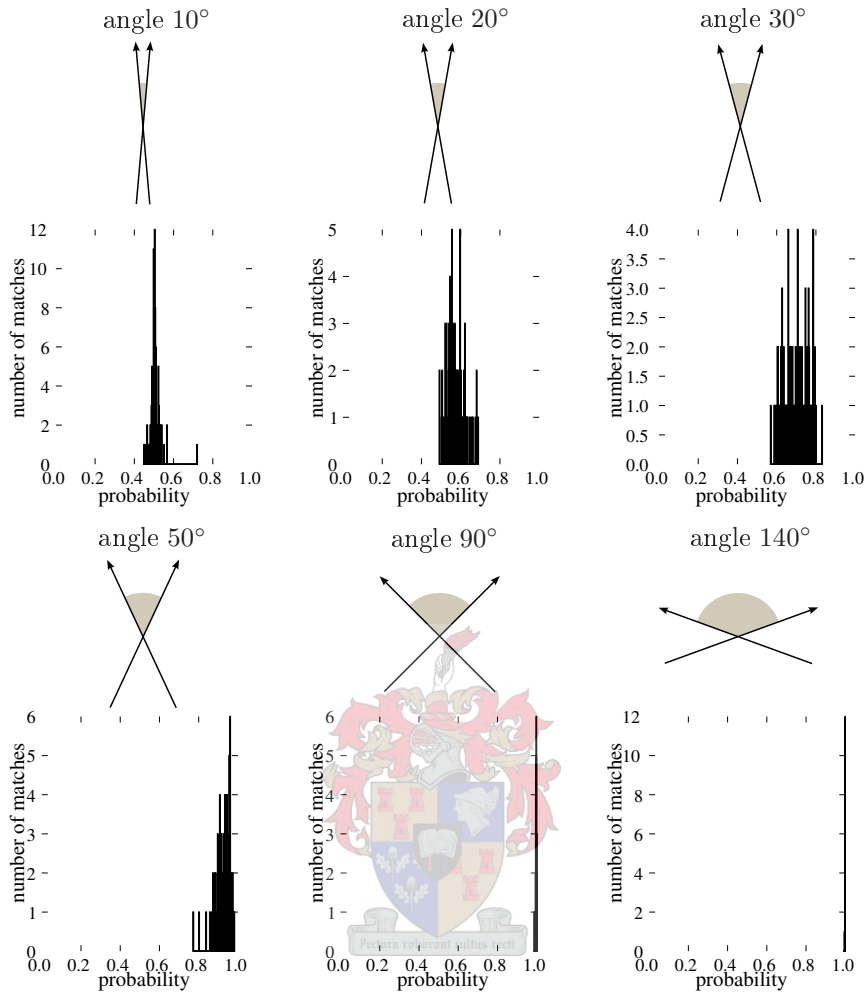 angle 10°
angle 20°
angle 30°
number of matches
12
10
8
6
4
2
0
0.0 0.2 0.4 0.6 0.8 1.0
probability
number of matches
5
4
3
2
1
0
0.0 0.2 0.4 0.6 0.8 1.0
probability
number of matches
4.0
3.5
3.0
2.5
2.0
1.5
1.0
0.5
0.0
0.0 0.2 0.4 0.6 0.8 1.0
probability
angle 50°
angle 90°
angle 140°
number of matches
6
5
4
3
2
1
0
0.0 0.2 0.4 0.6 0.8 1.0
probability
number of matches
6
5
4
3
2
1
0
0.0 0.2 0.4 0.6 0.8 1.0
probability
number of matches
12
10
8
6
4
2
0
0.0 0.2 0.4 0.6 0.8 1.0
probability
Pectora roborant cultus recti